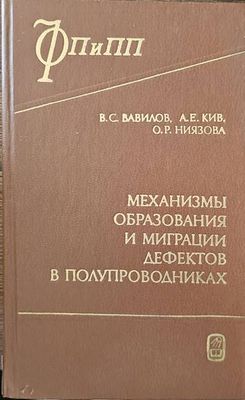 ФПиПП
В.С. ВАВИЛОВ, А.Е. КИВ,
О.Р. НИЯЗОВА
МЕХАНИЗМЫ
ОБРАЗОВАНИЯ
И МИГРАЦИИ
ДЕФЕКТОВ
В ПОЛУПРОВОДНИКАХ